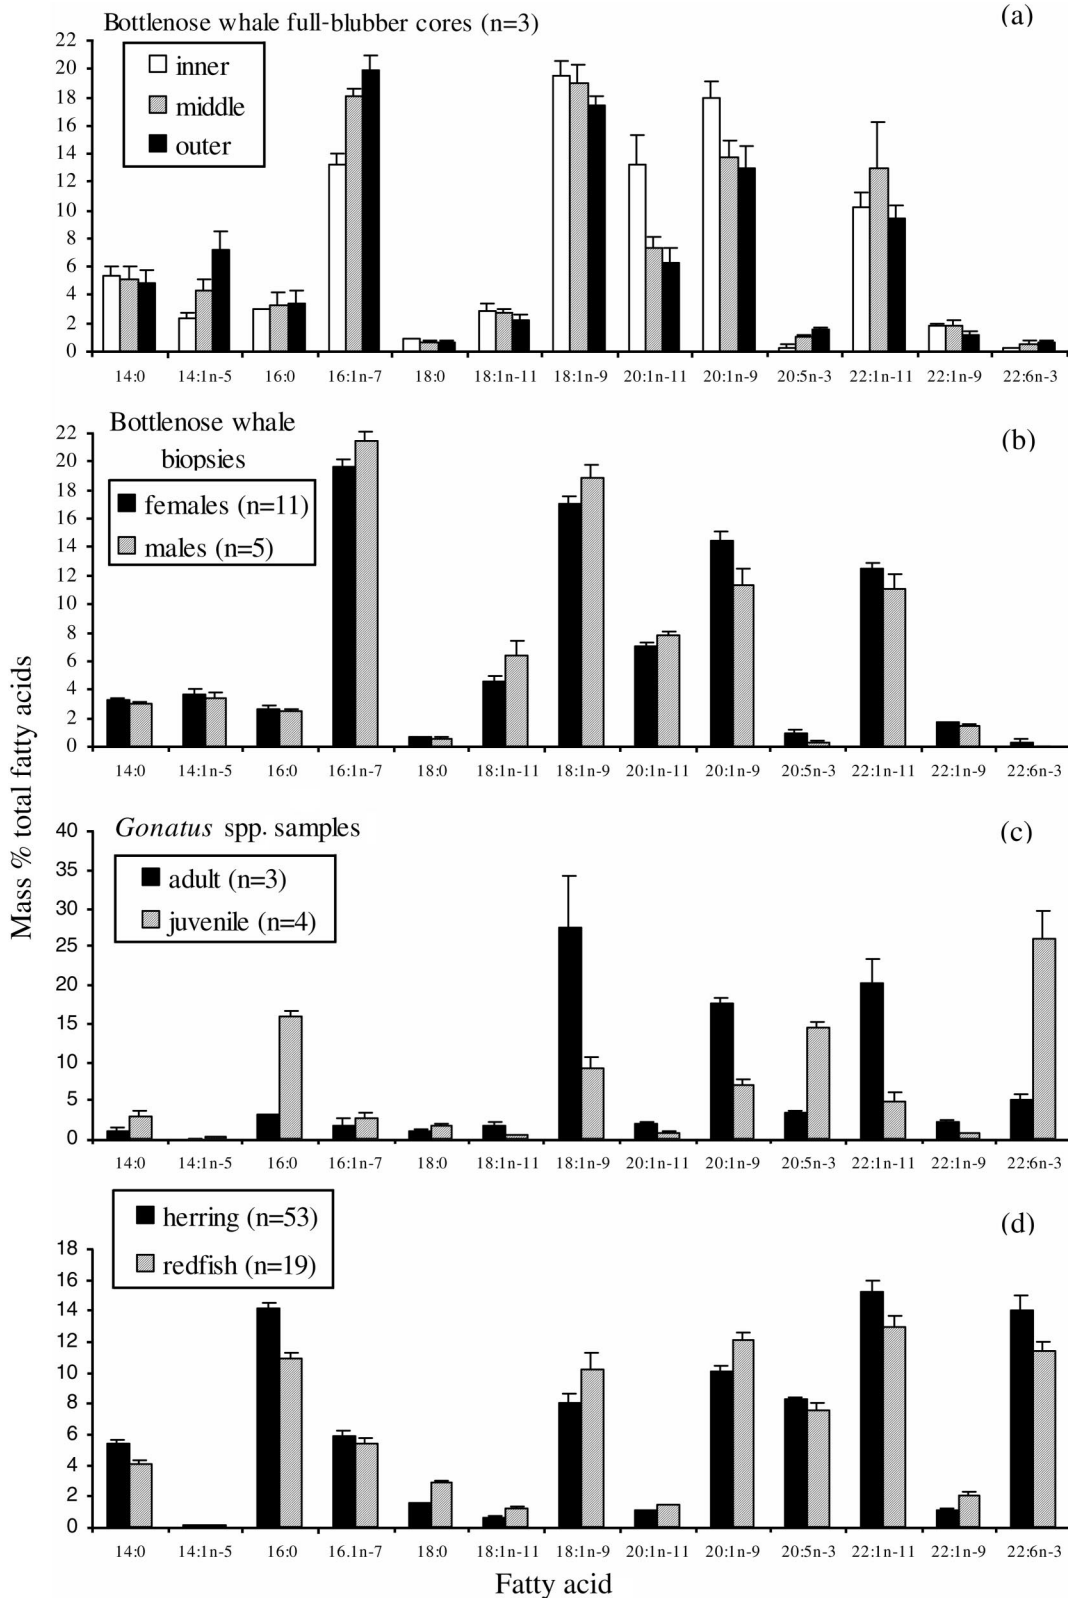 Bottlenose whale full-blubber cores (n=3)
(a)
inner
middle
outer
22
20
18
16
14
12
10
8
6
4
2
0
14:0 14:1n-5 16:0 16:1n-7 18:0 18:1n-11 18:1n-9 20:1n-11 20:1n-9 20:5n-3 22:1n-11 22:1n-9 22:6n-3
Bottlenose whale
biopsies
(b)
females (n=11)
males (n=5)
22
20
18
16
14
12
10
8
6
4
2
0
14:0 14:1n-5 16:0 16:1n-7 18:0 18:1n-11 18:1n-9 20:1n-11 20:1n-9 20:5n-3 22:1n-11 22:1n-9 22:6n-3
Mass % total fatty acids
Gonatus spp. samples
(c)
adult (n=3)
juvenile (n=4)
40
35
30
25
20
15
10
5
0
14:0 14:1n-5 16:0 16:1n-7 18:0 18:1n-11 18:1n-9 20:1n-11 20:1n-9 20:5n-3 22:1n-11 22:1n-9 22:6n-3
herring (n=53)
redfish (n=19)
(d)
18
16
14
12
10
8
6
4
2
0
14:0 14:1n-5 16:0 16.1n-7 18:0 18:1n-11 18:1n-9 20:1n-11 20:1n-9 20:5n-3 22:1n-11 22:1n-9 22:6n-3
Fatty acid